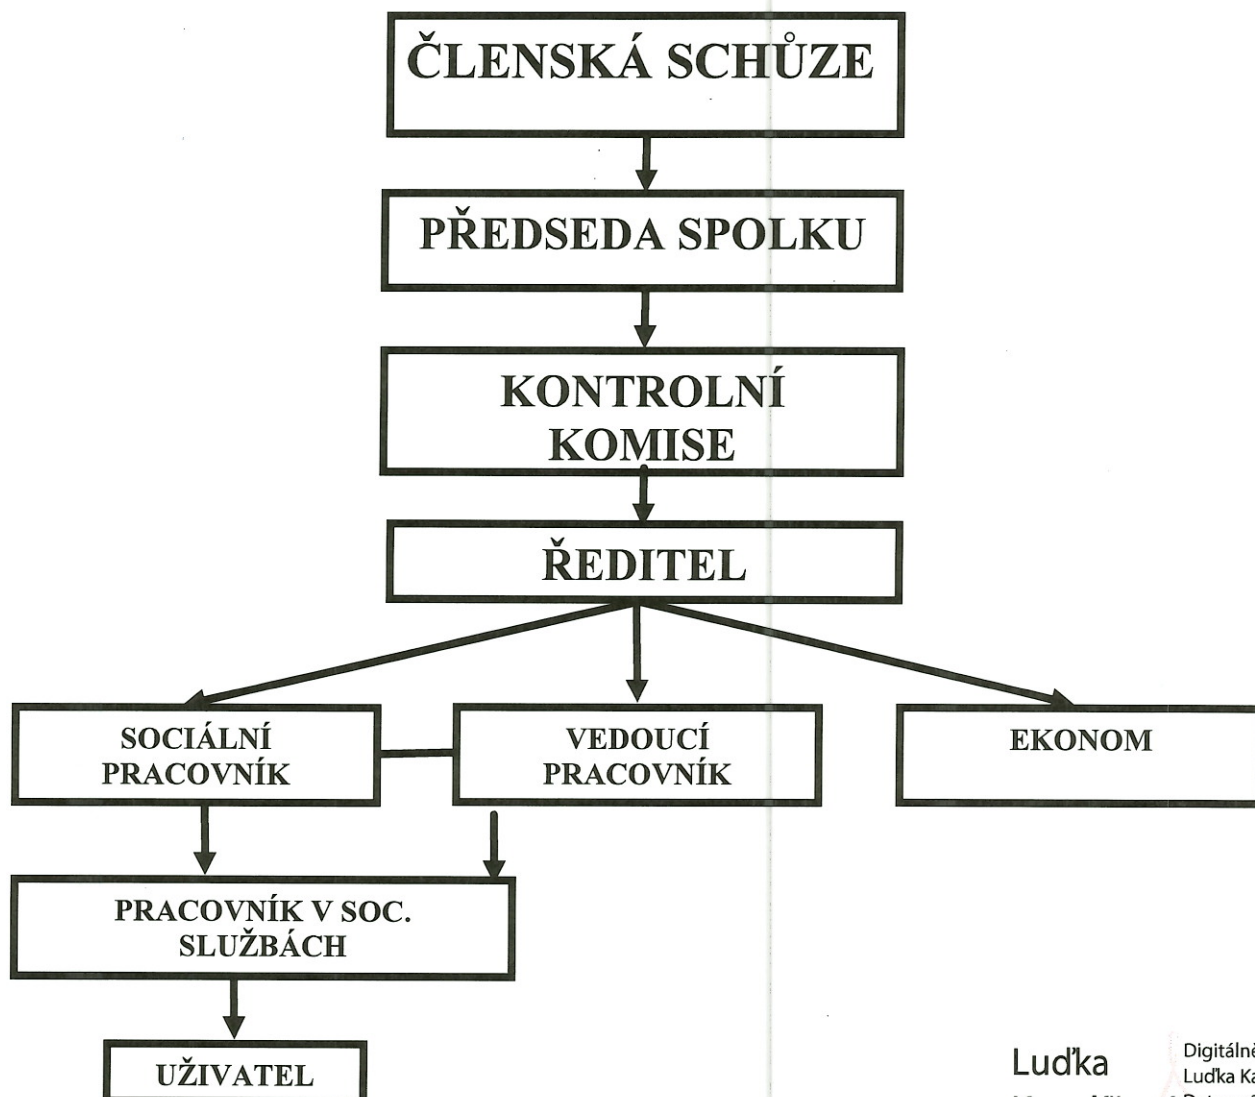 ČLENSKÁ SCHŮZE
PŘEDSEDA SPOLKU
KONTROLNÍ
KOMISE
ŘEDITEL
SOCIÁLNÍ
PRACOVNÍK
VEDOUCÍ
PRACOVNÍK
EKONOM
PRACOVNÍK V SOC.
SLUŽBÁCH
UŽIVATEL
Luďka
Digitálně
Luďka Ka